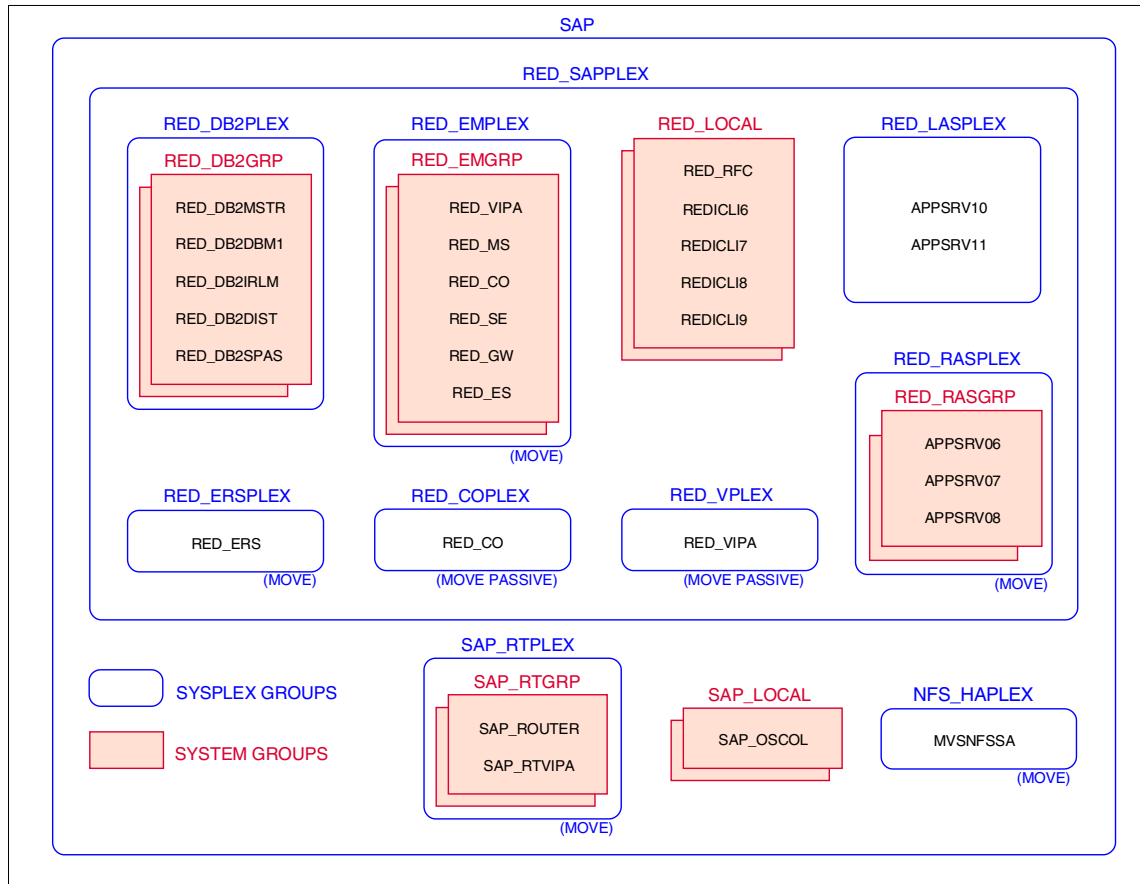 SAP
RED_SAPPLEX
RED_DB2PLEX
RED_DB2GRP
RED_DB2MSTR
RED_DB2DBM1
RED_DB2IRLM
RED_DB2DIST
RED_DB2SPAS
RED_EMPLEX
RED_EMGRP
RED_VIPA
RED_MS
RED_CO
RED_SE
RED_GW
RED_ES
(MOVE)
RED_LOCAL
RED_RFC
REDICLI6
REDICLI7
REDICLI8
REDICLI9
RED_LASPLEX
APPSRV10
APPSRV11
RED_RASPLEX
RED_RASGRP
APPSRV06
APPSRV07
APPSRV08
(MOVE)
RED_ERSPLEX
RED_ERS
(MOVE)
RED_COPLEX
RED_CO
(MOVE PASSIVE)
RED_VPLEX
RED_VIPA
(MOVE PASSIVE)
SYSPLEX GROUPS
SYSTEM GROUPS
SAP_RTPLEX
SAP_RTGRP
SAP_ROUTER
SAP_RTVIPA
(MOVE)
SAP_LOCAL
SAP_OSCOL
NFS_HAPLEX
MVSNFSSA
(MOVE)